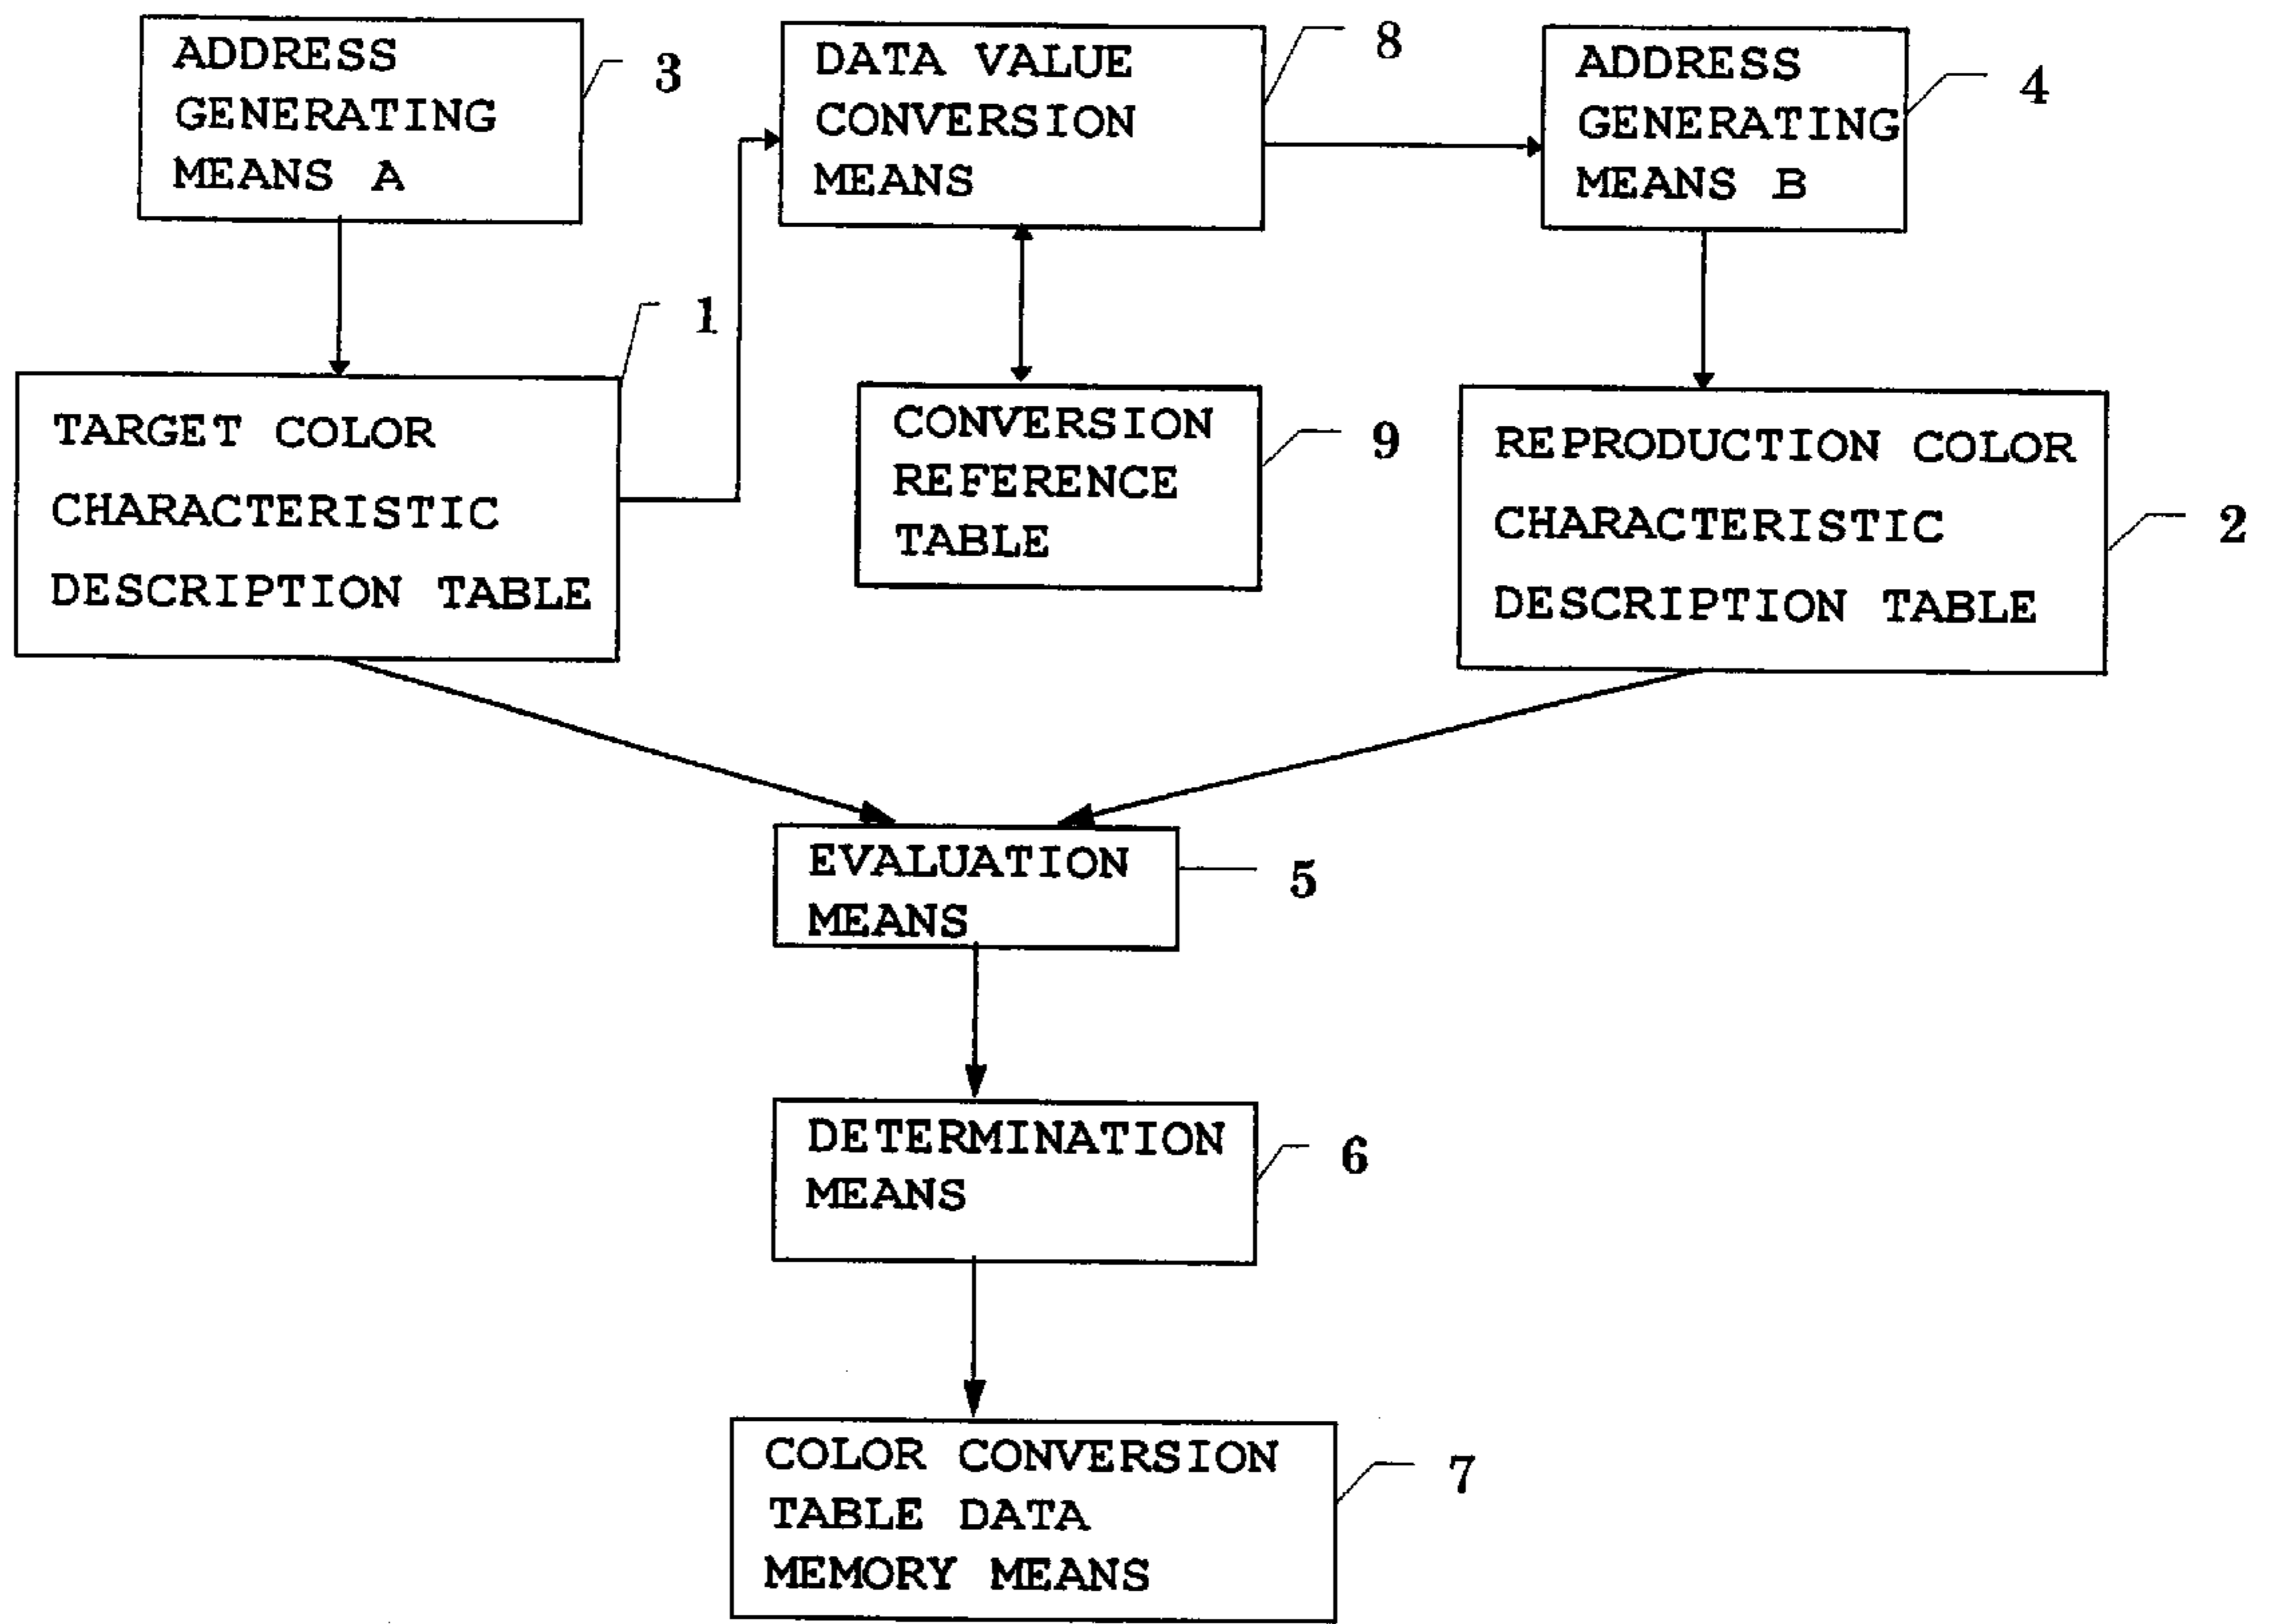 ADDRESS
GENERATING
MEANS A
3
DATA VALUE
CONVERSION
MEANS
8
ADDRESS
GENERATING
MEANS B
4
TARGET COLOR
CHARACTERISTIC
DESCRIPTION TABLE
1
CONVERSION
REFERENCE
TABLE
9
REPRODUCTION COLOR
CHARACTERISTIC
DESCRIPTION TABLE
2
EVALUATION
MEANS
5
DETERMINATION
MEANS
6
COLOR CONVERSION
TABLE DATA
MEMORY MEANS
7